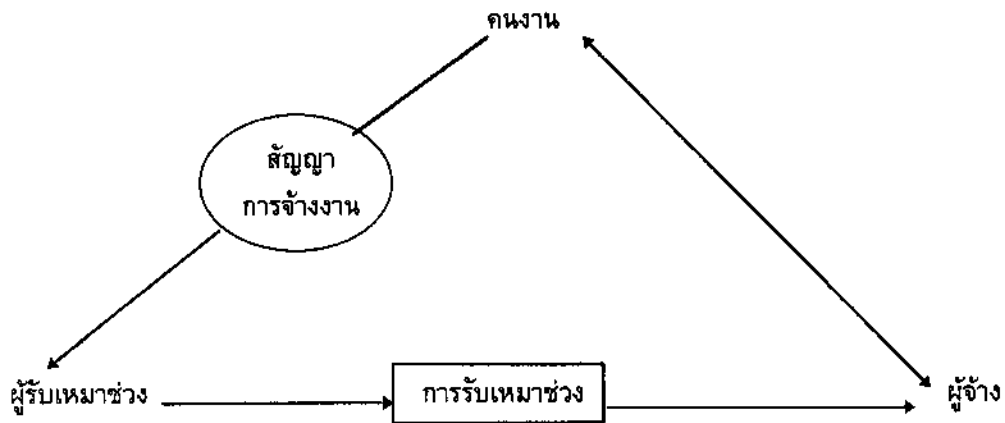 คนงาน
สัญญา
การจ้างงาน
ผู้รับเหมาช่วง
การรับเหมาช่วง
ผู้จ้าง